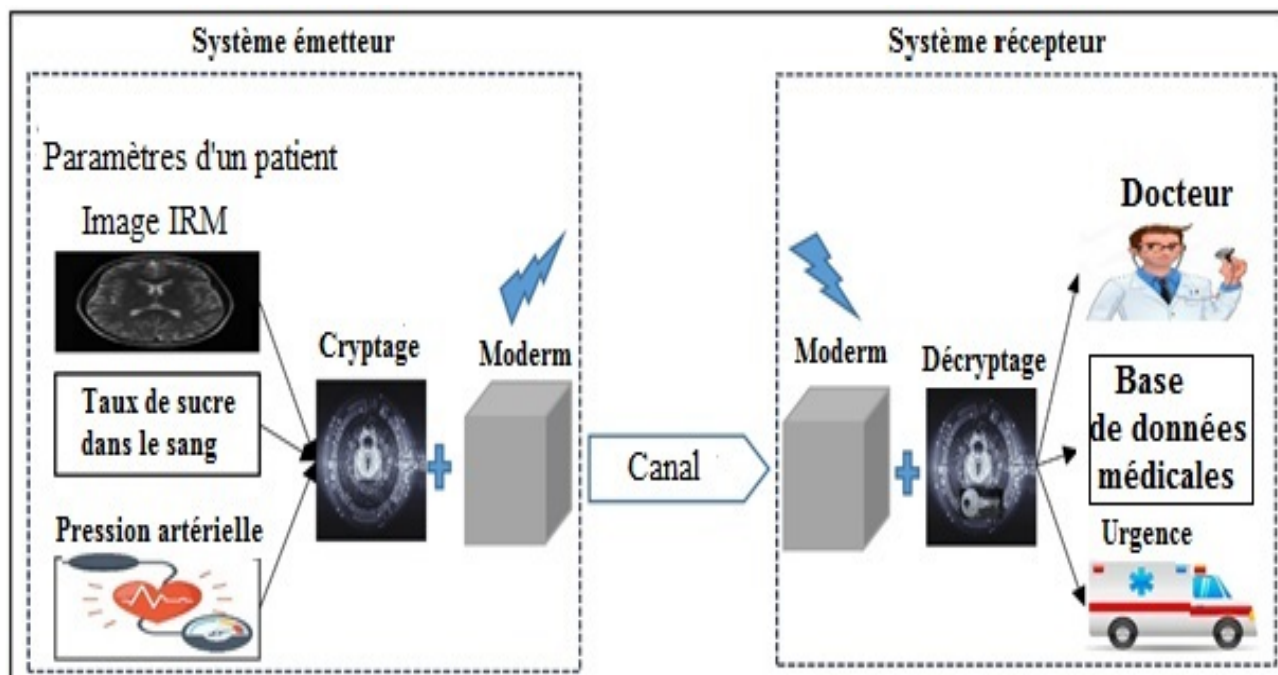 Système émetteur
Système récepteur
Paramètres d'un patient
Image IRM
Cryptage
Moderm
Taux de sucre
dans le sang
Pression artérielle
Canal
Moderm
Décryptage
Docteur
Base
de données
médicales
Urgence